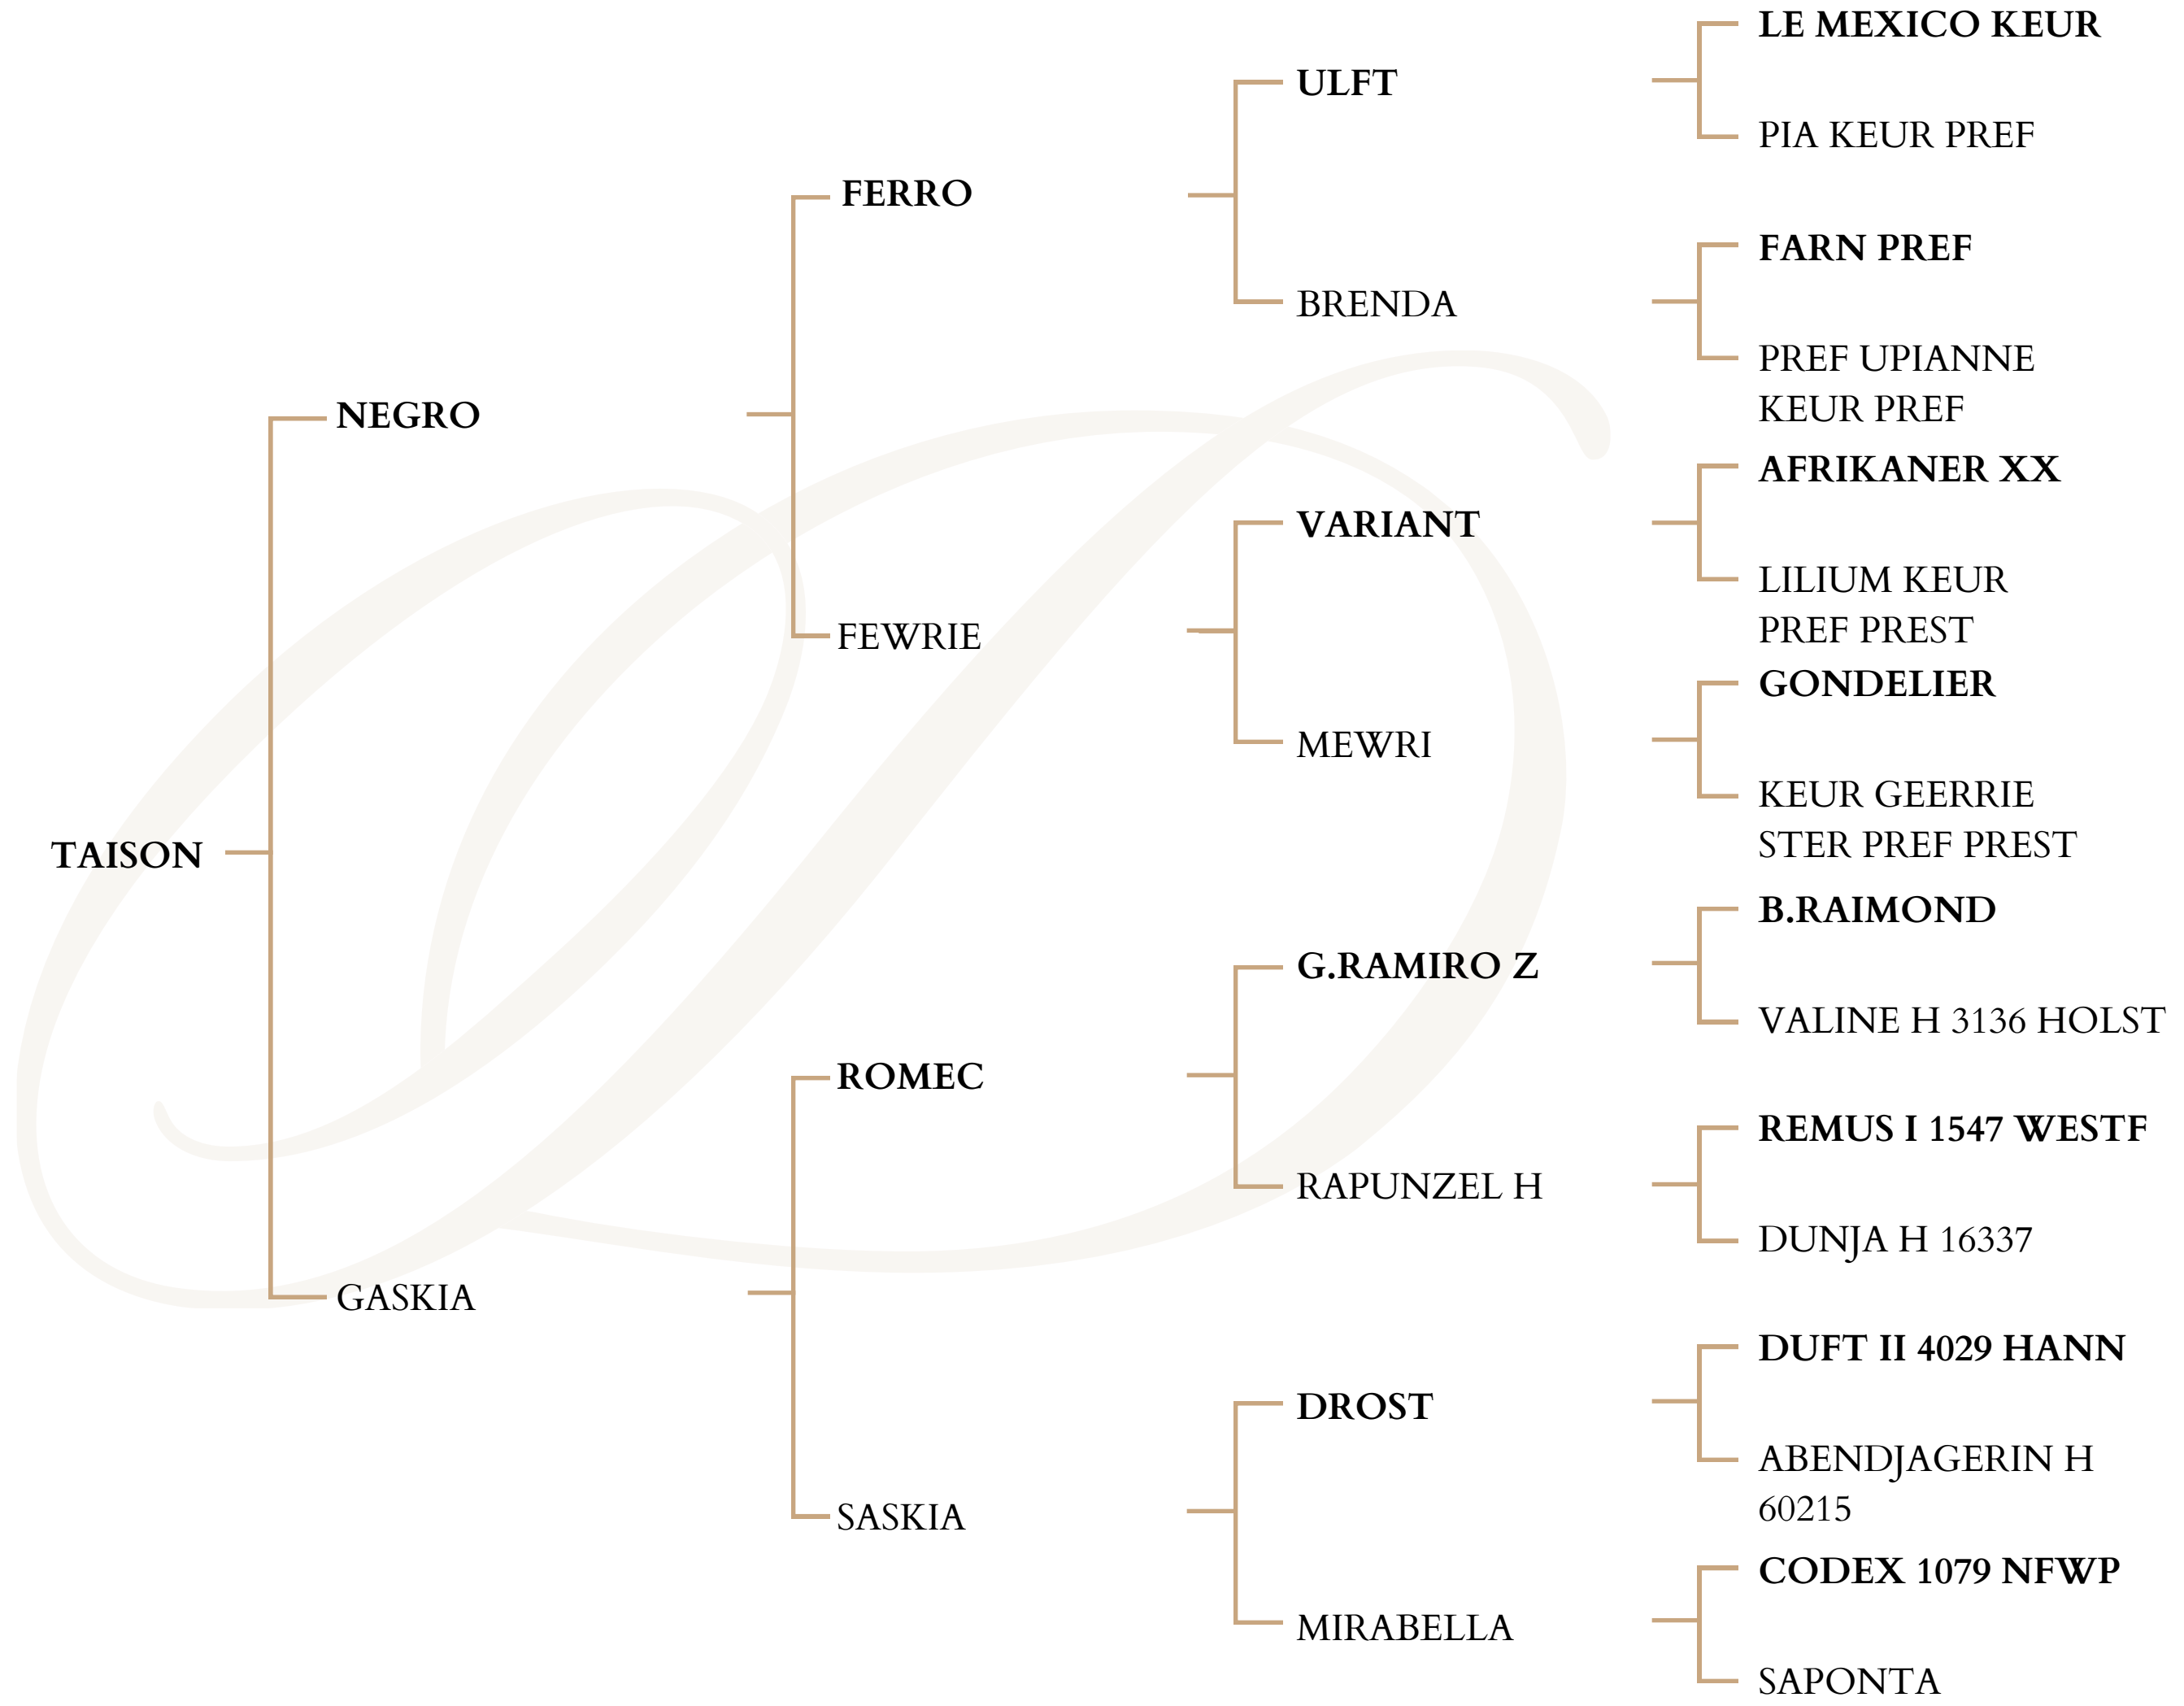 LE MEXICO KEUR
ULFT
PIA KEUR PREF
FERRO
FARN PREF
BRENDA
PREF UPIANNE
KEUR PREF
NEGRO
AFRIKANER XX
VARIANT
LILIUM KEUR
PREF PREST
FEWRIE
GONDELIER
MEWRI
KEUR GEERRIE
STER PREF PREST
TAISON
B.RAIMOND
G.RAMIRO Z
VALINE H 3136 HOLST
ROMEC
REMUS I 1547 WESTF
RAPUNZEL H
DUNJA H 16337
GASKIA
DUFT II 4029 HANN
DROST
ABENDJAGERIN H
60215
SASKIA
CODEX 1079 NFWP
MIRABELLA
SAPONTA